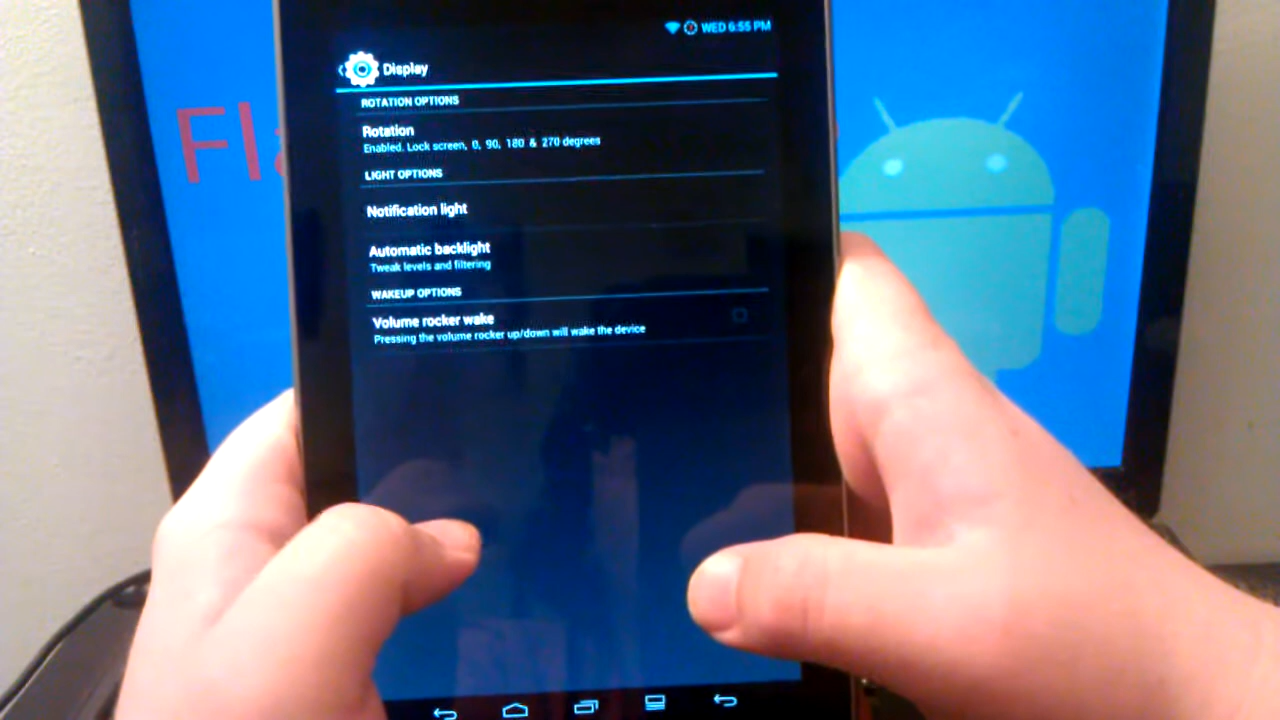 WED 6:55 PM
Display
ROTATION OPTIONS
Rotation
Enabled. Lock screen, 0, 90, 180 & 270 degrees
LIGHT OPTIONS
Notification light
Automatic backlight
Tweak levels and filtering
WAKEUP OPTIONS
Volume rocker wake
Pressing the volume rocker up/down will wake the device